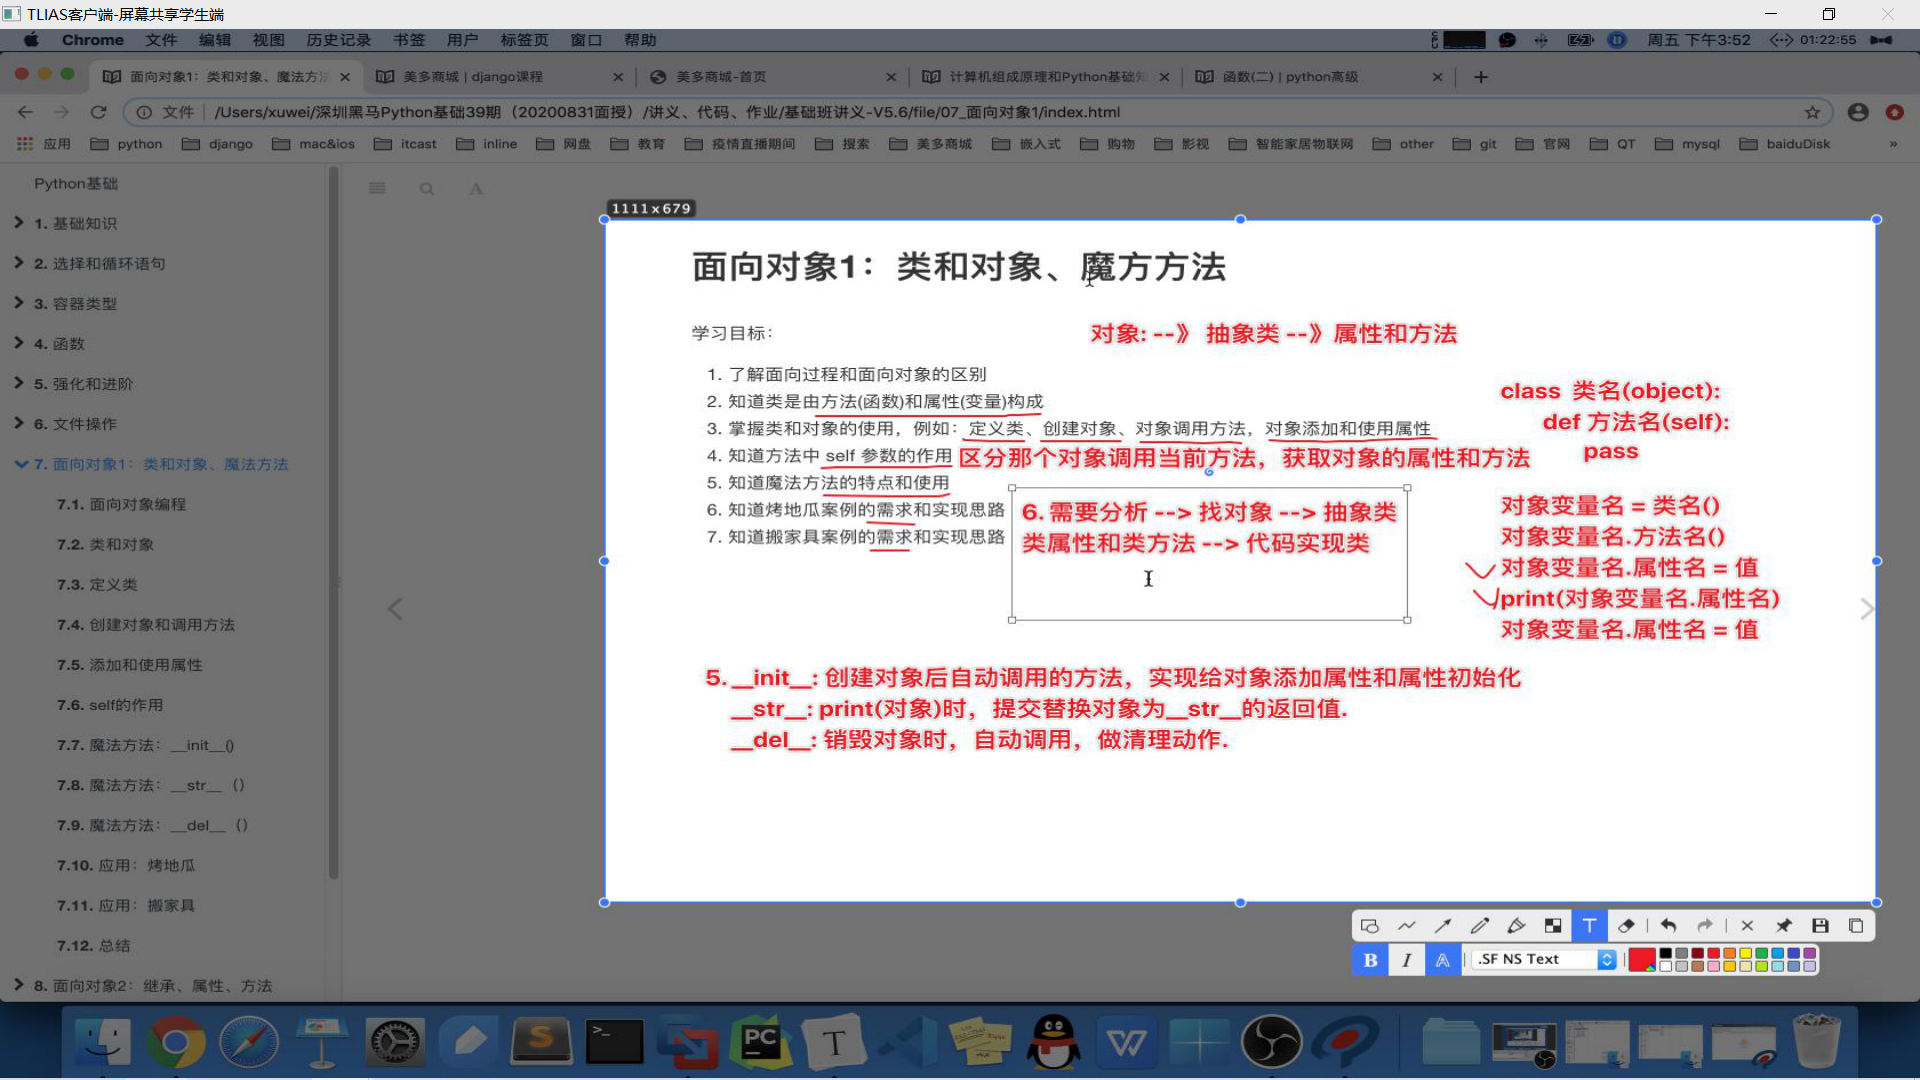 TLIAS客户端-屏幕共享学生端
Chrome 文件 编辑 视图 历史记录 书签 用户 标签页 窗口 帮助
周五 下午3:52 01:22:55
面向对象1：类和对象、魔法方法
美多商城 | django课程
美多商城-首页
计算机组成原理和Python基础知
函数(二) | python高级
文件 /Users/xuwei/深圳黑马Python基础39期（20200831面授）/讲义、代码、作业/基础班讲义-V5.6/file/07_面向对象1/index.html
应用 python django mac&ios itcast inline 网盘 教育 疫情直播期间 搜索 美多商城 嵌入式 购物 影视 智能家居物联网 other git 官网 QT mysql baiduDisk »
Python基础
1. 基础知识
2. 选择和循环语句
3. 容器类型
4. 函数
5. 强化和进阶
6. 文件操作
7. 面向对象1：类和对象、魔法方法
7.1. 面向对象编程
7.2. 类和对象
7.3. 定义类
7.4. 创建对象和调用方法
7.5. 添加和使用属性
7.6. self的作用
7.7. 魔法方法：__init__()
7.8. 魔法方法：__str__（）
7.9. 魔法方法：__del__（）
7.10. 应用：烤地瓜
7.11. 应用：搬家具
7.12. 总结
8. 面向对象2：继承、属性、方法
1111×679
面向对象1：类和对象、魔方方法
学习目标：
对象: --》 抽象类 --》属性和方法
1. 了解面向过程和面向对象的区别
2. 知道类是由方法(函数)和属性(变量)构成
3. 掌握类和对象的使用，例如：定义类、创建对象、对象调用方法，对象添加和使用属性
4. 知道方法中 self 参数的作用 区分那个对象调用当前方法，获取对象的属性和方法
5. 知道魔法方法的特点和使用
6. 知道烤地瓜案例的需求和实现思路
7. 知道搬家具案例的需求和实现思路
6. 需要分析 --> 找对象 --> 抽象类
类属性和类方法 --> 代码实现类
class 类名(object):
def 方法名(self):
pass
对象变量名 = 类名()
对象变量名.方法名()
对象变量名.属性名 = 值
print(对象变量名.属性名)
对象变量名.属性名 = 值
5. __init__: 创建对象后自动调用的方法，实现给对象添加属性和属性初始化
__str__: print(对象)时，提交替换对象为__str__的返回值.
__del__: 销毁对象时，自动调用，做清理动作.
T
B I A .SF NS Text
S >_ PC T W